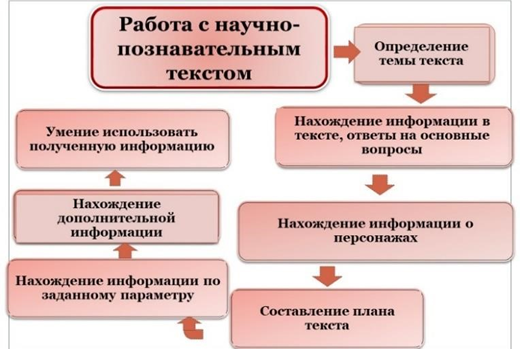 Работа с научно-
познавательным
текстом
Определение
темы текста
Нахождение информации в
тексте, ответы на основные
вопросы
Нахождение информации о
персонажах
Составление плана
текста
Нахождение информации по
заданному параметру
Нахождение
дополнительной
информации
Умение использовать
полученную информацию